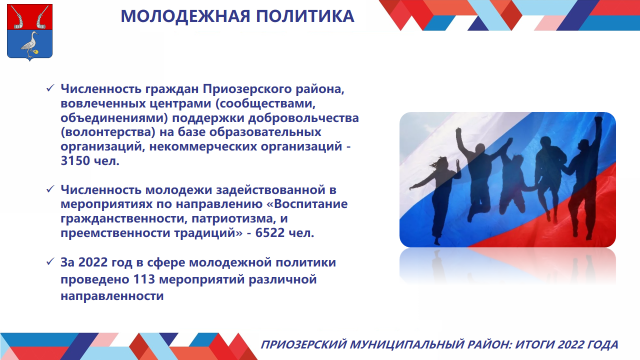 МОЛОДЕЖНАЯ ПОЛИТИКА
✓ Численность граждан Приозерского района,
вовлеченных центрами (сообществами,
объединениями) поддержки добровольчества
(волонтерства) на базе образовательных
организаций, некоммерческих организаций -
3150 чел.
✓ Численность молодежи задействованной в
мероприятиях по направлению «Воспитание
гражданственности, патриотизма, и
преемственности традиций» - 6522 чел.
✓ За 2022 год в сфере молодежной политики
проведено 113 мероприятий различной
направленности
ПРИОЗЕРСКИЙ МУНИЦИПАЛЬНЫЙ РАЙОН: ИТОГИ 2022 ГОДА